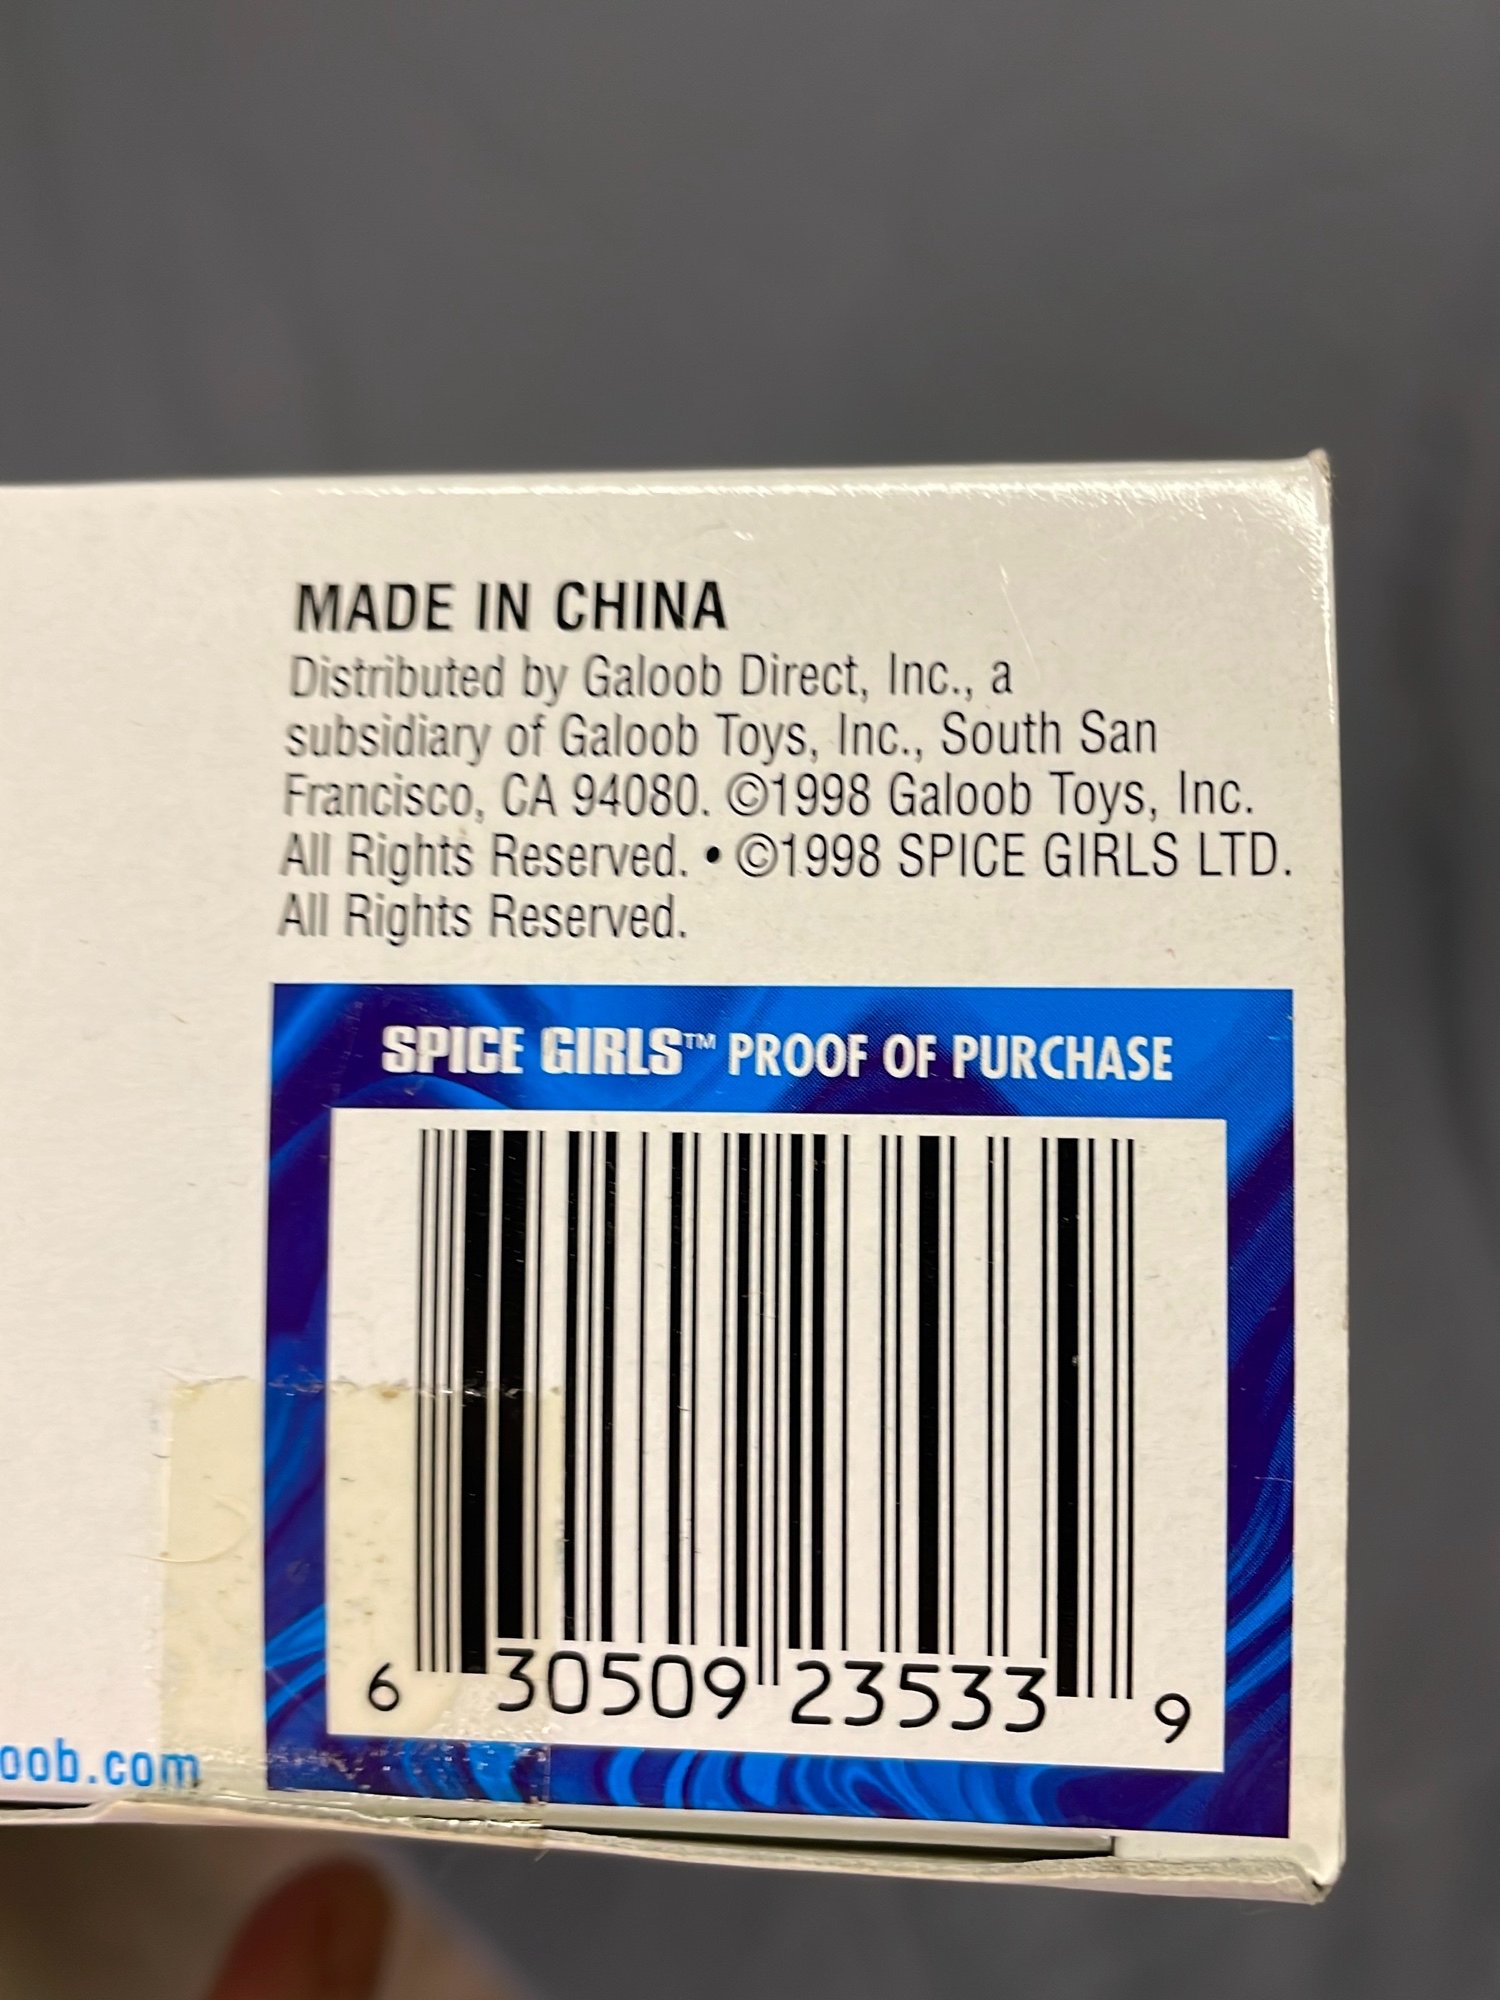 MADE IN CHINA
Distributed by Galoob Direct, Inc., a
subsidiary of Galoob Toys, Inc., South San
Francisco, CA 94080. ©1998 Galoob Toys, Inc.
All Rights Reserved. • ©1998 SPICE GIRLS LTD.
All Rights Reserved.
SPICE GIRLS™ PROOF OF PURCHASE
6 30509 23533 9
oob.com